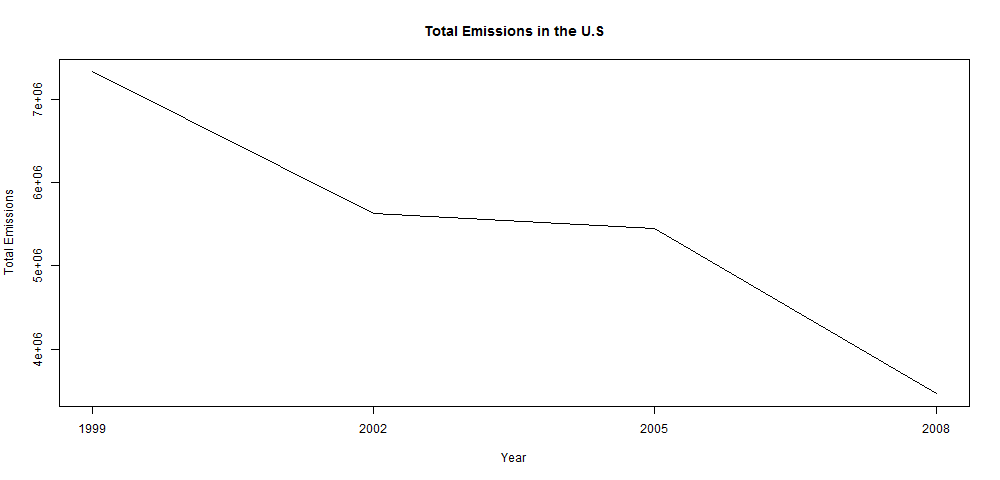 Total Emissions in the U.S
Total Emissions
7e+06
6e+06
5e+06
4e+06
1999 2002 2005 2008
Year